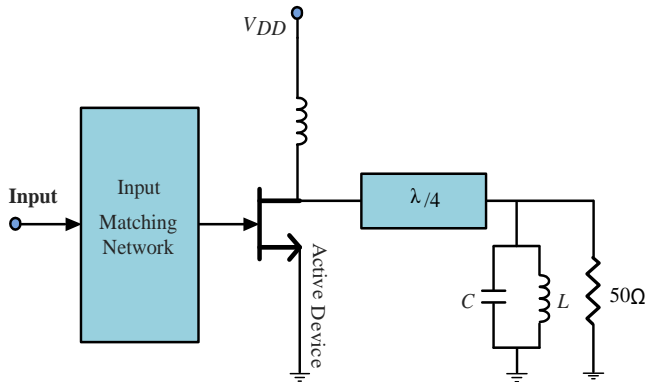 VDD
Input
Input
Matching
Network
Active Device
λ/4
C
L
50Ω